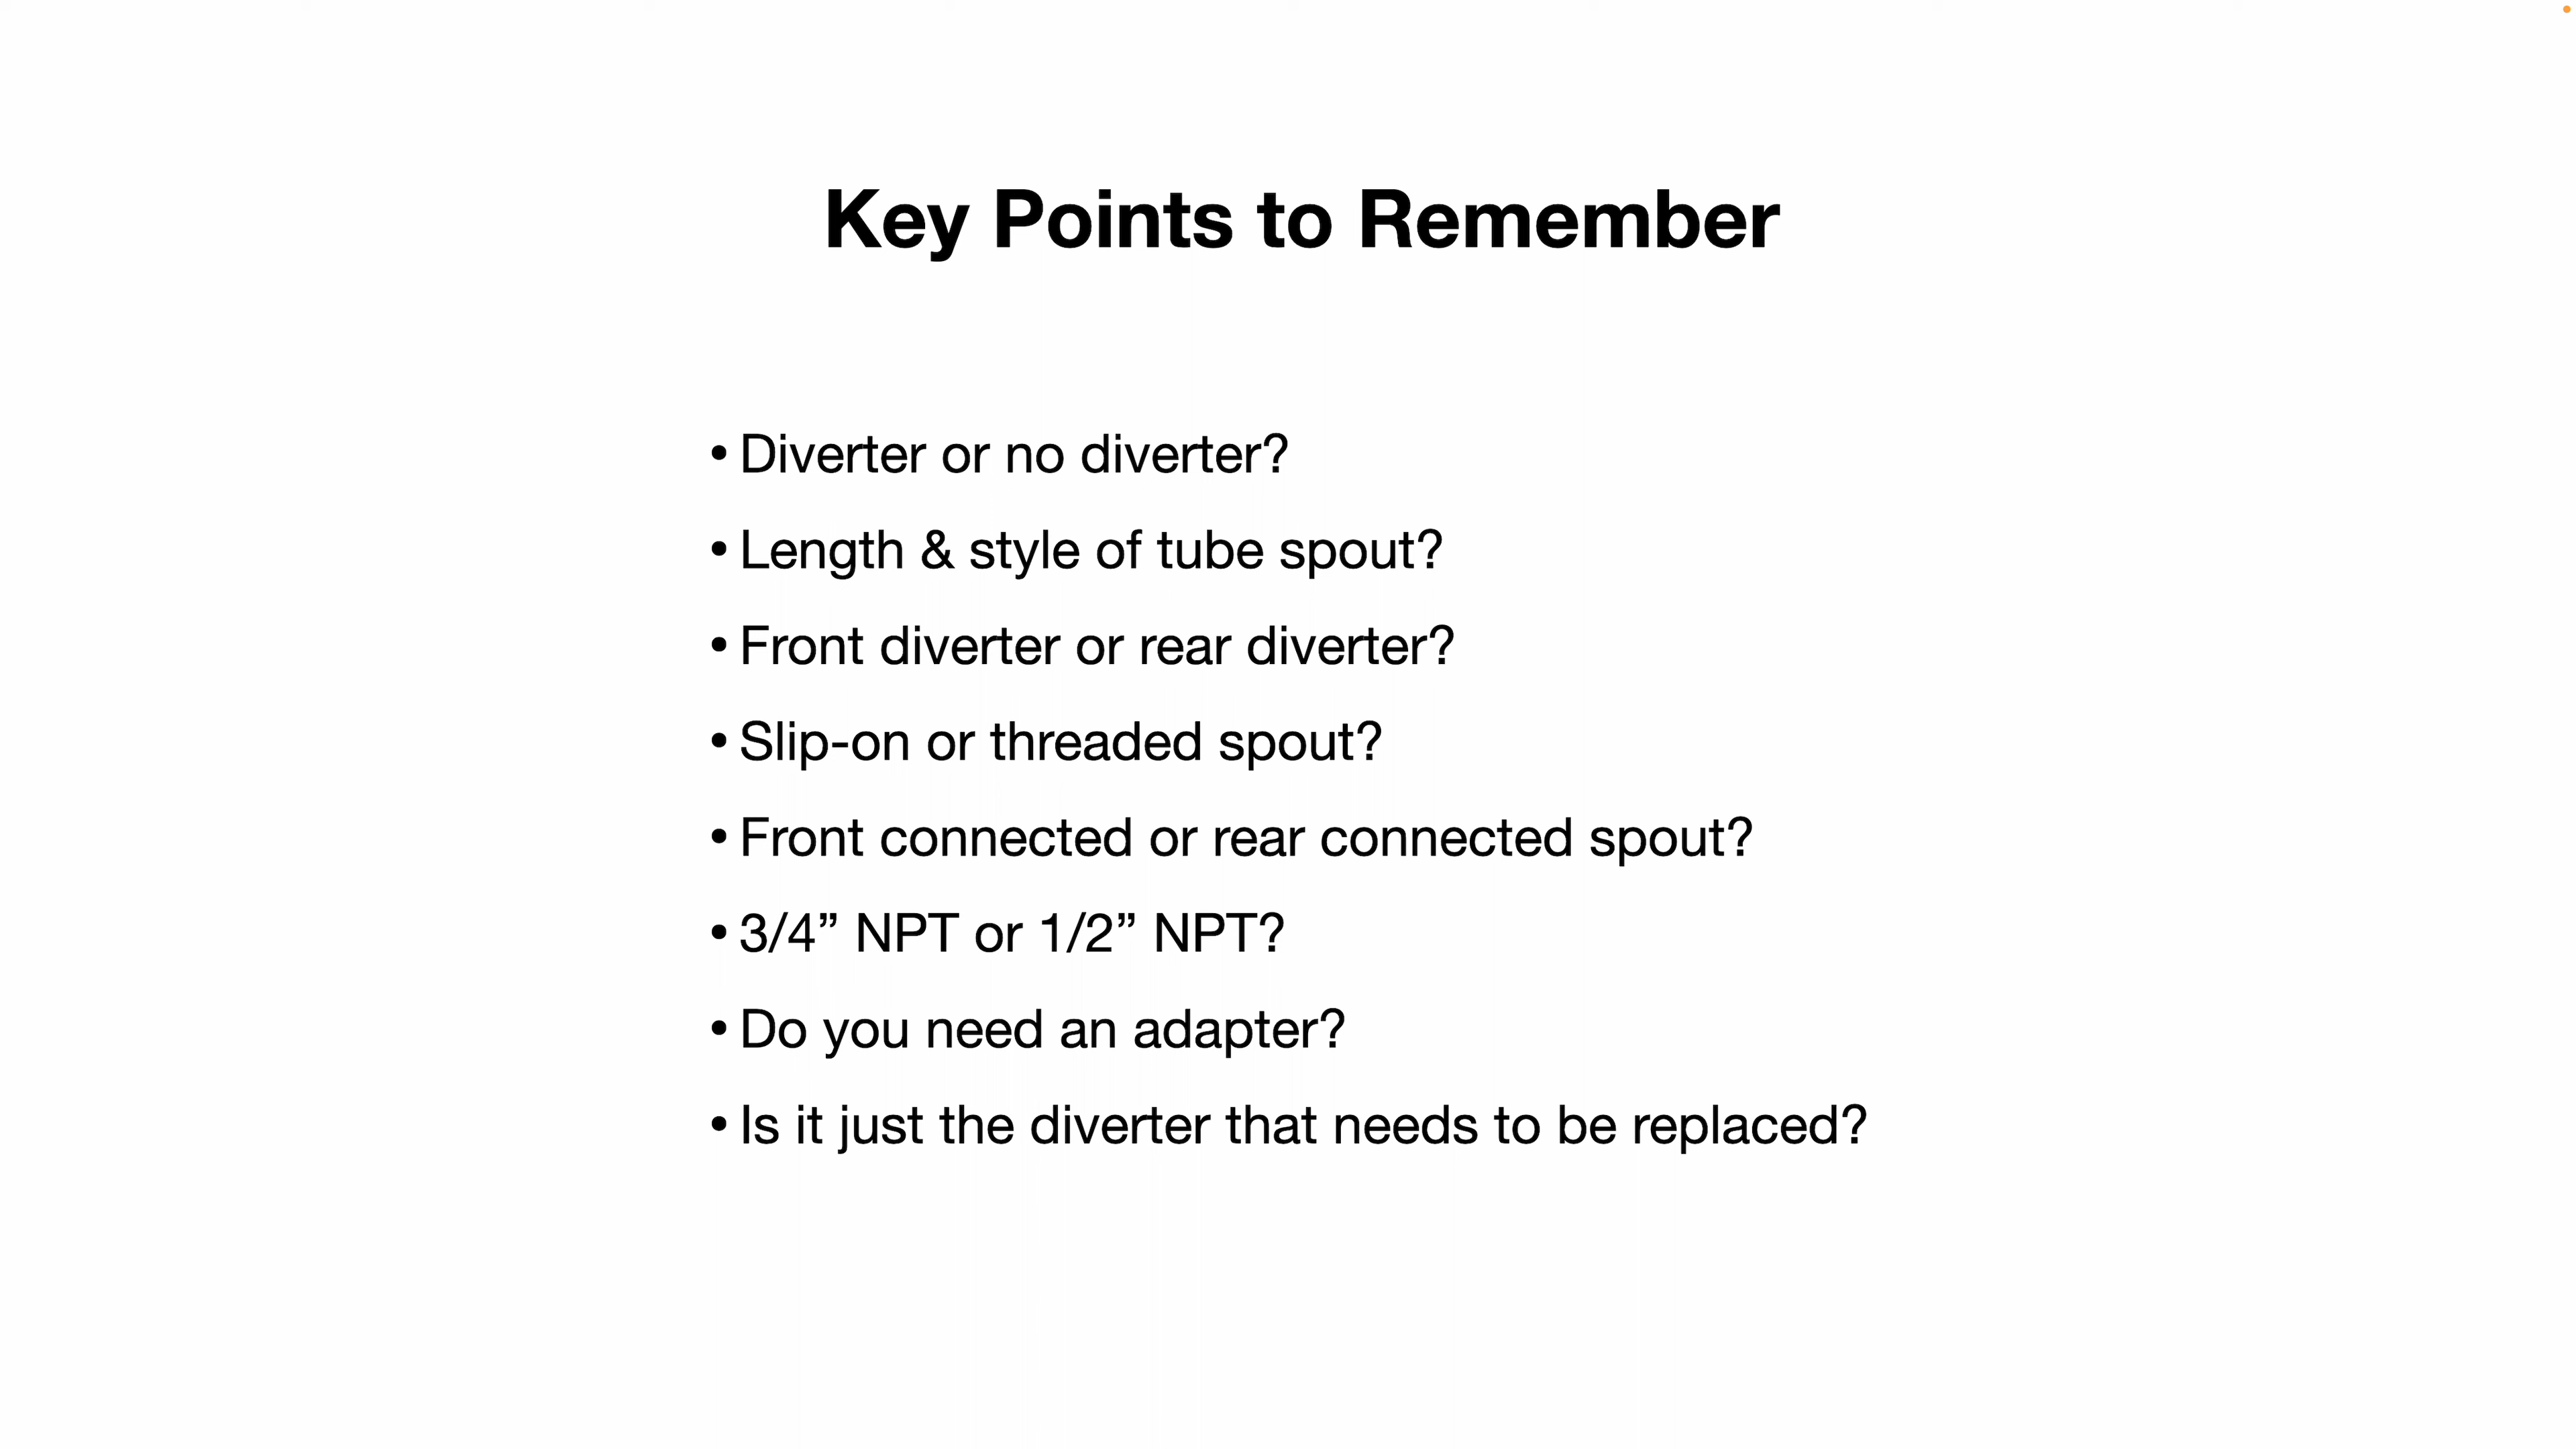 Key Points to Remember
• Diverter or no diverter?
• Length & style of tube spout?
• Front diverter or rear diverter?
• Slip-on or threaded spout?
• Front connected or rear connected spout?
• 3/4” NPT or 1/2” NPT?
• Do you need an adapter?
• Is it just the diverter that needs to be replaced?